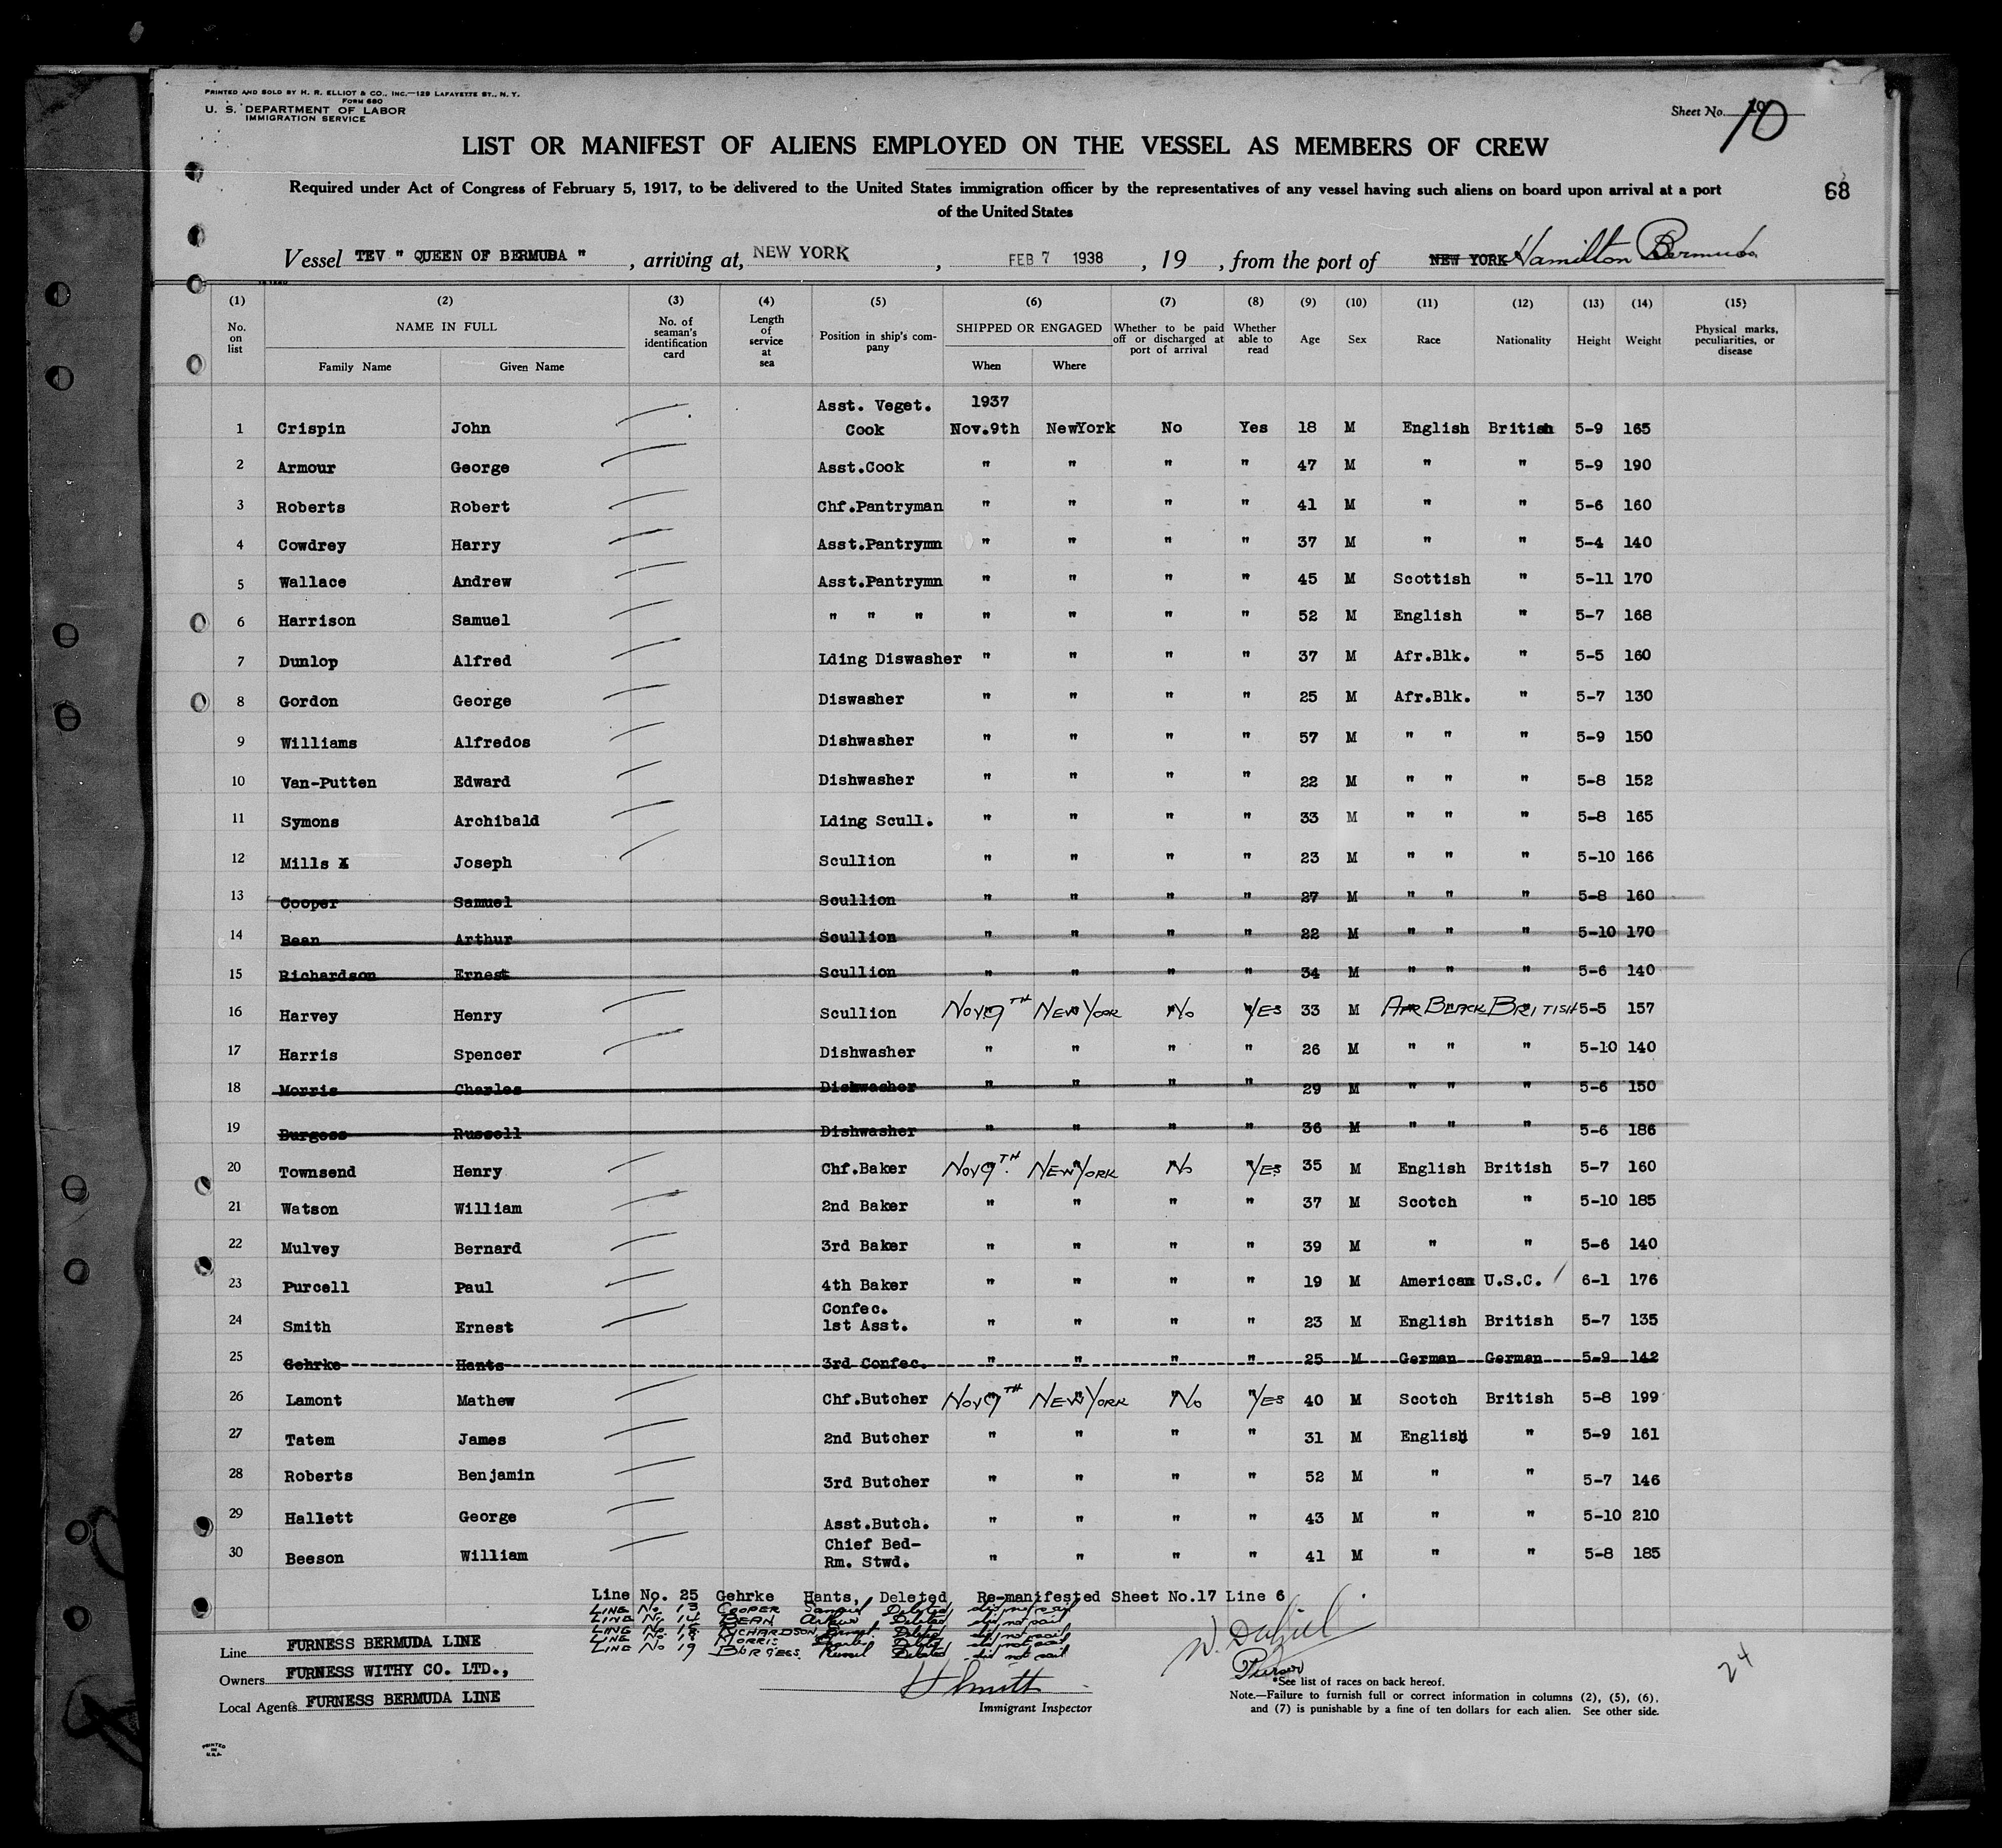 PRINTED AND SOLD BY H. R. ELLIOT & CO., INC.—129 LAFAYETTE ST., N. Y.
FORM 680
U. S. DEPARTMENT OF LABOR
IMMIGRATION SERVICE
Sheet No. 10
LIST OR MANIFEST OF ALIENS EMPLOYED ON THE VESSEL AS MEMBERS OF CREW
Required under Act of Congress of February 5, 1917, to be delivered to the United States immigration officer by the representatives of any vessel having such aliens on board upon arrival at a port
of the United States
68
Vessel TEV " QUEEN OF BERMUDA " , arriving at, NEW YORK , FEB 7 1938 , 19 , from the port of NEW YORK Hamilton Bermuda
(1) (2) (3) (4) (5) (6) (7) (8) (9) (10) (11) (12) (13) (14) (15)
No. on list NAME IN FULL Family Name Given Name No. of seaman's identification card Length of service at sea Position in ship's company SHIPPED OR ENGAGED When Where Whether to be paid off or discharged at port of arrival Whether able to read Age Sex Race Nationality Height Weight Physical marks, peculiarities, or disease
Asst. Veget. 1937
1 Crispin John Cook Nov.9th NewYork No Yes 18 M English British 5-9 165
2 Armour George Asst.Cook " " " " 47 M " " 5-9 190
3 Roberts Robert Chf.Pantryman " " " " 41 M " " 5-6 160
4 Cowdrey Harry Asst.Pantrymn " " " " 37 M " " 5-4 140
5 Wallace Andrew Asst.Pantrymn " " " " 45 M Scottish " 5-11 170
6 Harrison Samuel " " " " " " " 52 M English " 5-7 168
7 Dunlop Alfred Lding Diswasher " " " " 37 M Afr.Blk. " 5-5 160
8 Gordon George Diswasher " " " " 25 M Afr.Blk. " 5-7 130
9 Williams Alfredos Dishwasher " " " " 57 M " " " 5-9 150
10 Van-Putten Edward Dishwasher " " " " 22 M " " " 5-8 152
11 Symons Archibald Lding Scull. " " " " 33 M " " " 5-8 165
12 Mills Joseph Scullion " " " " 23 M " " " 5-10 166
13 Cooper Samuel Scullion " " " " 27 M " " " 5-8 160
14 Bean Arthur Scullion " " " " 22 M " " " 5-10 170
15 Richardson Ernest Scullion " " " " 34 M " " " 5-6 140
16 Harvey Henry Scullion Nov 9TH New York No Yes 33 M AFR BLACK BRITISH 5-5 157
17 Harris Spencer Dishwasher " " " " 26 M " " " 5-10 140
18 Morris Charles Dishwasher " " " " 29 M " " " 5-6 150
19 Burgess Russell Dishwasher " " " " 36 M " " " 5-6 186
20 Townsend Henry Chf.Baker Nov 9TH NEW YORK No YES 35 M English British 5-7 160
21 Watson William 2nd Baker " " " " 37 M Scotch " 5-10 185
22 Mulvey Bernard 3rd Baker " " " " 39 M " " 5-6 140
23 Purcell Paul 4th Baker " " " " 19 M American U.S.C. 6-1 176
Confec.
24 Smith Ernest 1st Asst. " " " " 23 M English British 5-7 135
25 Gehrke Hants 3rd Confec. " " " " 25 M German German 5-9 142
26 Lamont Mathew Chf.Butcher Nov 9TH NEW YORK No YES 40 M Scotch British 5-8 199
27 Tatem James 2nd Butcher " " " " 31 M English " 5-9 161
28 Roberts Benjamin 3rd Butcher " " " " 52 M " " 5-7 146
29 Hallett George Asst.Butch. " " " " 43 M " " 5-10 210
Chief Bed-
30 Beeson William Rm. Stwd. " " " " 41 M " " 5-8 185
Line No. 25 Gehrke Hants, Deleted Re-manifested Sheet No.17 Line 6
LINE No. 13 COOPER Samuel Deleted did not sail
LINE No. 14 BEAN Arthur Deleted did not sail
LINE No. 15 RICHARDSON Ernest Deleted did not sail
LINE No. 18 MORRIS Charles Deleted did not sail
LINE No 19 BURGESS Russel Deleted did not sail
Line FURNESS BERMUDA LINE
Owners FURNESS WITHY CO. LTD.,
Local Agents FURNESS BERMUDA LINE
Immigrant Inspector
Purser
*See list of races on back hereof.
Note.—Failure to furnish full or correct information in columns (2), (5), (6).
and (7) is punishable by a fine of ten dollars for each alien. See other side.
24
PRINTED
IN
U.S.A.